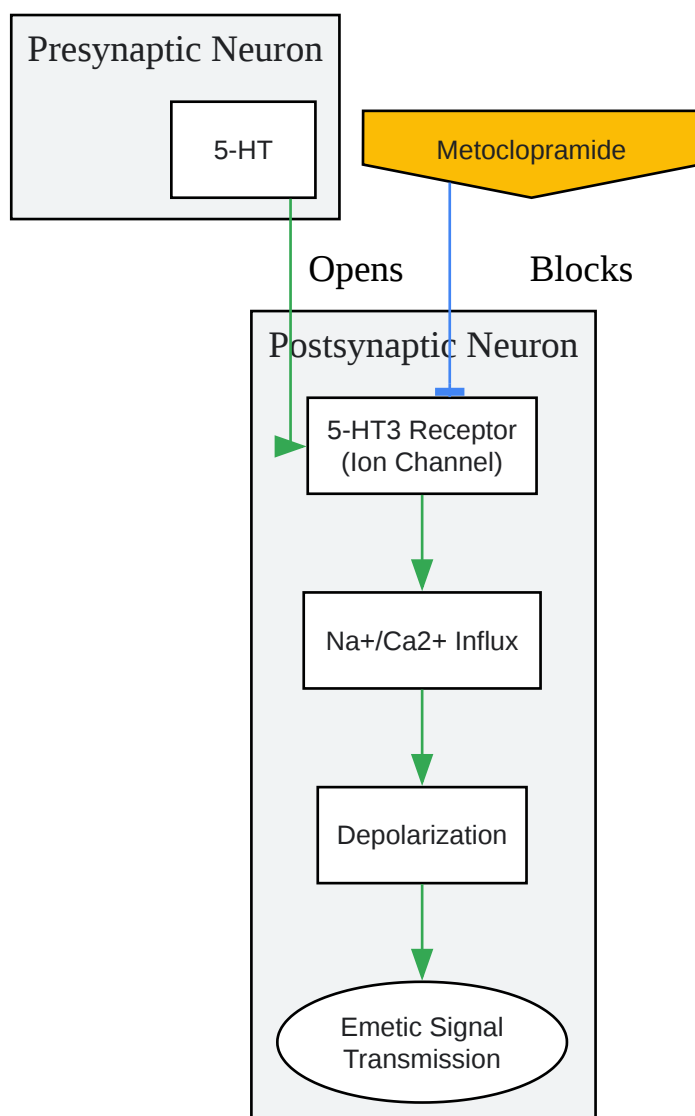 Presynaptic Neuron
5-HT
Metoclopramide
Opens
Blocks
Postsynaptic Neuron
5-HT3 Receptor
(Ion Channel)
Na+/Ca2+ Influx
Depolarization
Emetic Signal
Transmission